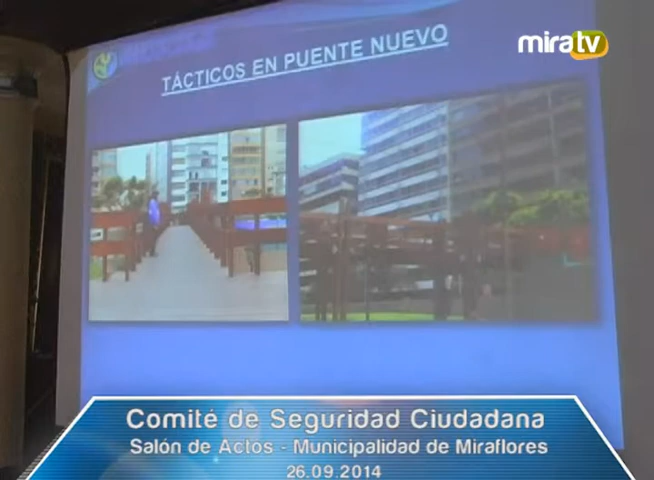 miratv
TÁCTICOS EN PUENTE NUEVO
Comité de Seguridad Ciudadana
Salón de Actos - Municipalidad de Miraflores
26.09.2014